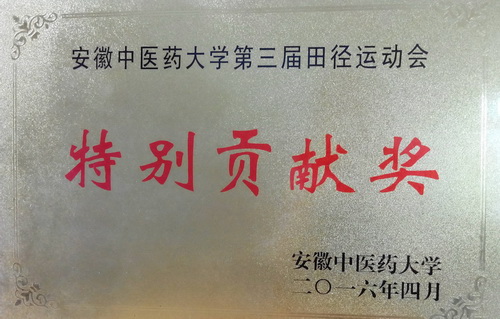 安徽中医药大学第三届田径运动会
特别贡献奖
安徽中医药大学
二〇一六年四月